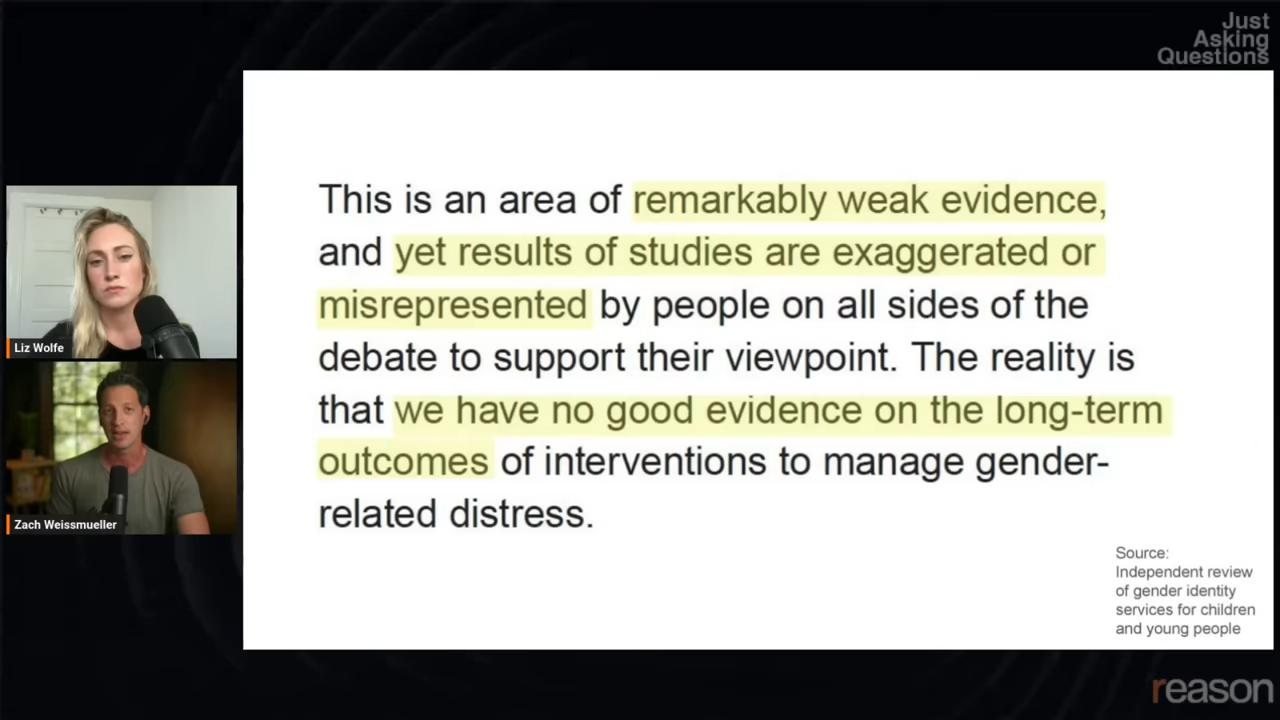 Just
Asking
Questions
This is an area of remarkably weak evidence,
and yet results of studies are exaggerated or
misrepresented by people on all sides of the
debate to support their viewpoint. The reality is
that we have no good evidence on the long-term
outcomes of interventions to manage gender-
related distress.
Source:
Independent review
of gender identity
services for children
and young people
Liz Wolfe
Zach Weissmueller
reason